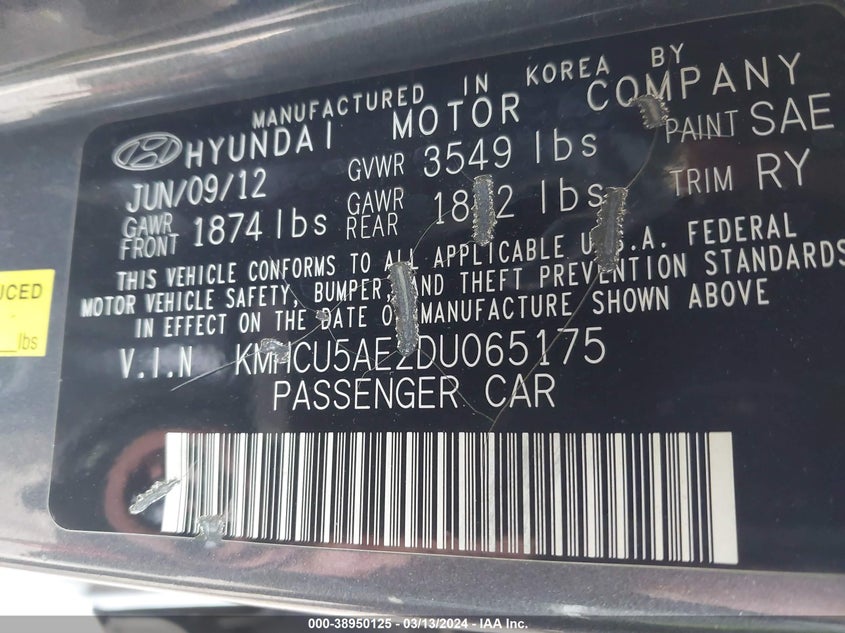 MANUFACTURED IN KOREA BY
HYUNDAI MOTOR COMPANY
JUN/09/12 GVWR 3549 lbs PAINT SAE
GAWR FRONT 1874 lbs GAWR REAR lbs TRIM RY
THIS VEHICLE CONFORMS TO ALL APPLICABLE U.S.A. FEDERAL
MOTOR VEHICLE SAFETY, BUMPER, AND THEFT PREVENTION STANDARDS
IN EFFECT ON THE DATE OF MANUFACTURE SHOWN ABOVE
V.I.N KMHCU5AE2DU065175
PASSENGER CAR
UCED
lbs
000-38950125 - 03/13/2024 - IAA Inc.